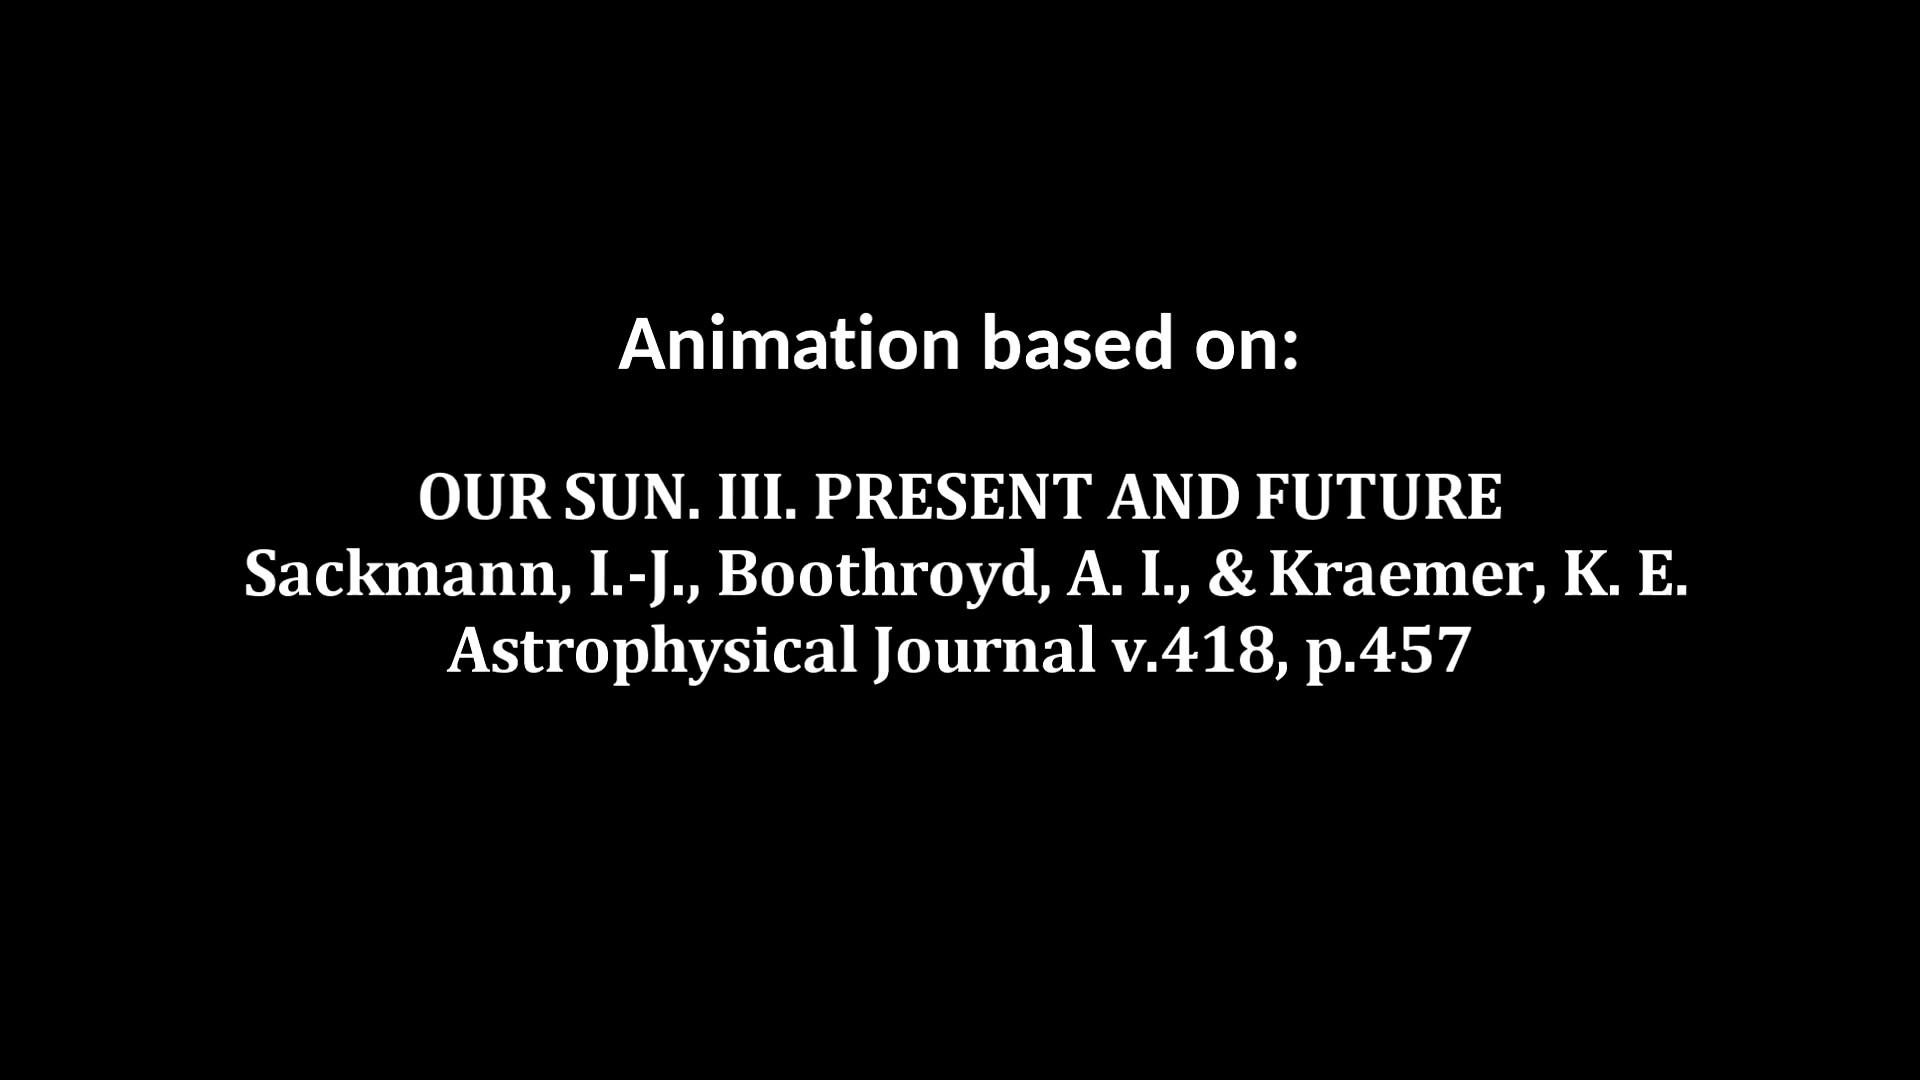 Animation based on:
OUR SUN. III. PRESENT AND FUTURE
Sackmann, I.-J., Boothroyd, A. I., & Kraemer, K. E.
Astrophysical Journal v.418, p.457